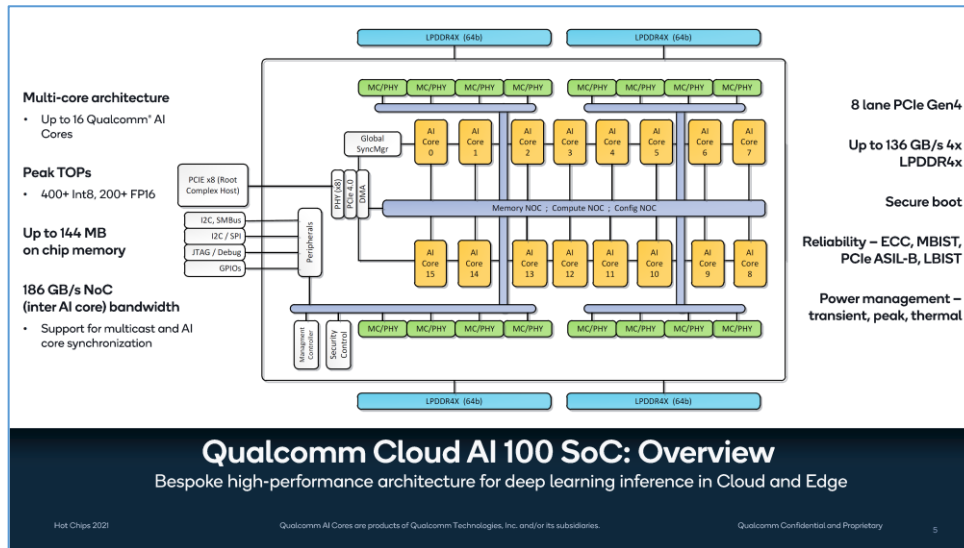 LPDDR4X (64b)
LPDDR4X (64b)
MC/PHY
MC/PHY
MC/PHY
MC/PHY
MC/PHY
MC/PHY
MC/PHY
MC/PHY
Multi-core architecture
• Up to 16 Qualcomm® AI
Cores
Peak TOPs
• 400+ Int8, 200+ FP16
Up to 144 MB
on chip memory
186 GB/s NoC
(inter AI core) bandwidth
• Support for multicast and AI
core synchronization
Global
SyncMgr
AI
Core
0
AI
Core
1
AI
Core
2
AI
Core
3
AI
Core
4
AI
Core
5
AI
Core
6
AI
Core
7
PCIE x8 (Root
Complex Host)
PHY (x8)
PCIe 4.0
DMA
Memory NOC ; Compute NOC ; Config NOC
I2C, SMBus
I2C / SPI
JTAG / Debug
GPIOs
Peripherals
AI
Core
15
AI
Core
14
AI
Core
13
AI
Core
12
AI
Core
11
AI
Core
10
AI
Core
9
AI
Core
8
Managment
Controller
Security
Control
MC/PHY
MC/PHY
MC/PHY
MC/PHY
MC/PHY
MC/PHY
MC/PHY
MC/PHY
LPDDR4X (64b)
LPDDR4X (64b)
8 lane PCIe Gen4
Up to 136 GB/s 4x
LPDDR4x
Secure boot
Reliability – ECC, MBIST,
PCIe ASIL-B, LBIST
Power management –
transient, peak, thermal
Qualcomm Cloud AI 100 SoC: Overview
Bespoke high-performance architecture for deep learning inference in Cloud and Edge
Hot Chips 2021
Qualcomm AI Cores are products of Qualcomm Technologies, Inc. and/or its subsidiaries.
Qualcomm Confidential and Proprietary
5